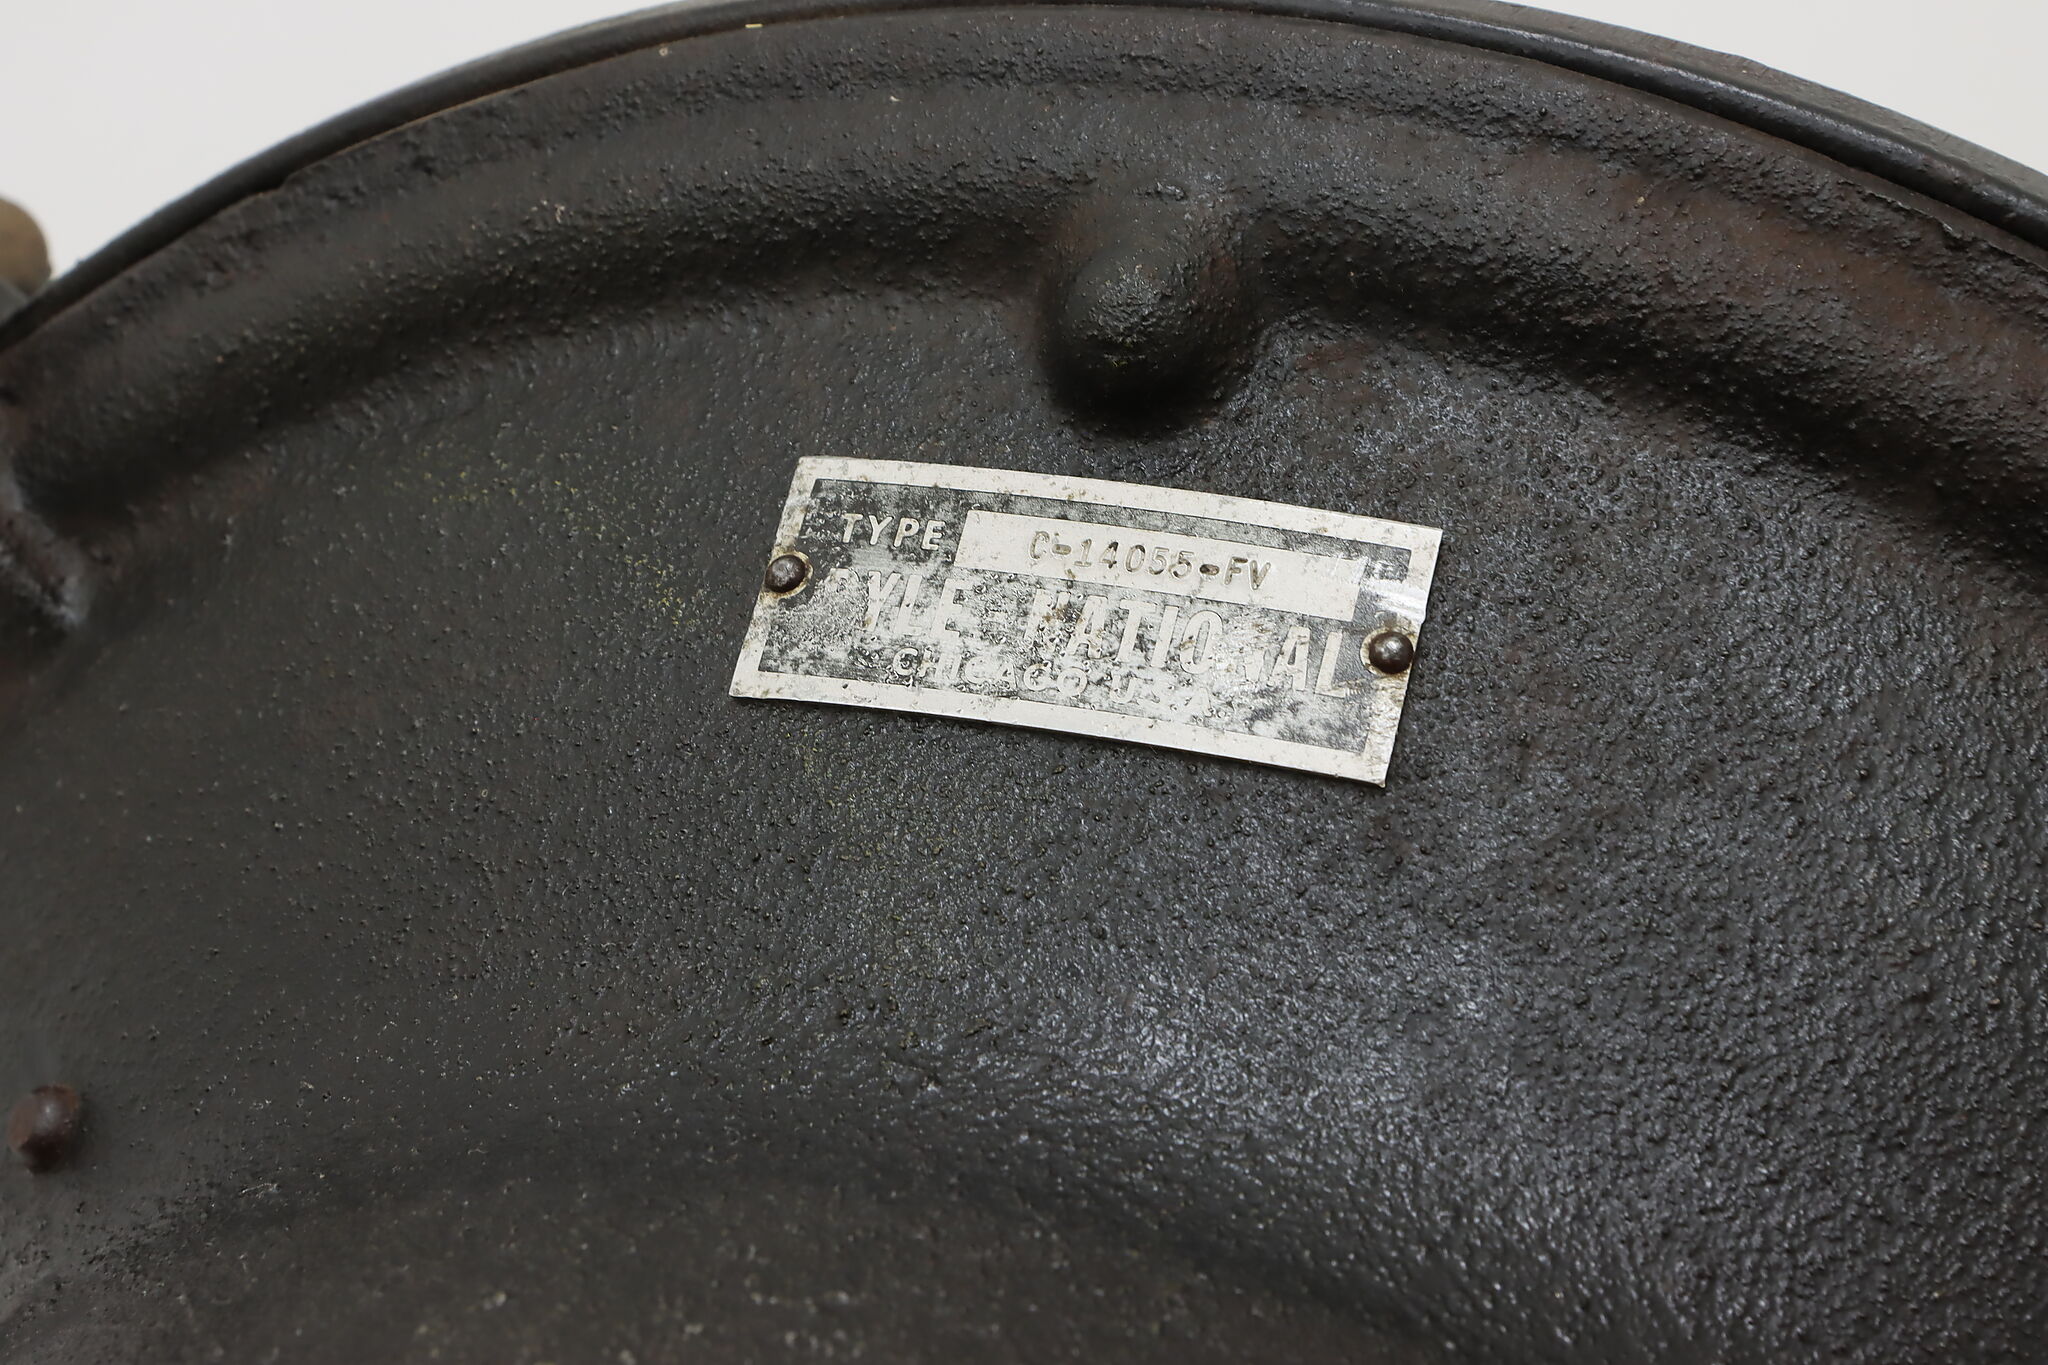 TYPE C-14055-FV
PYLE-NATIONAL
CHICAGO U.S.A.